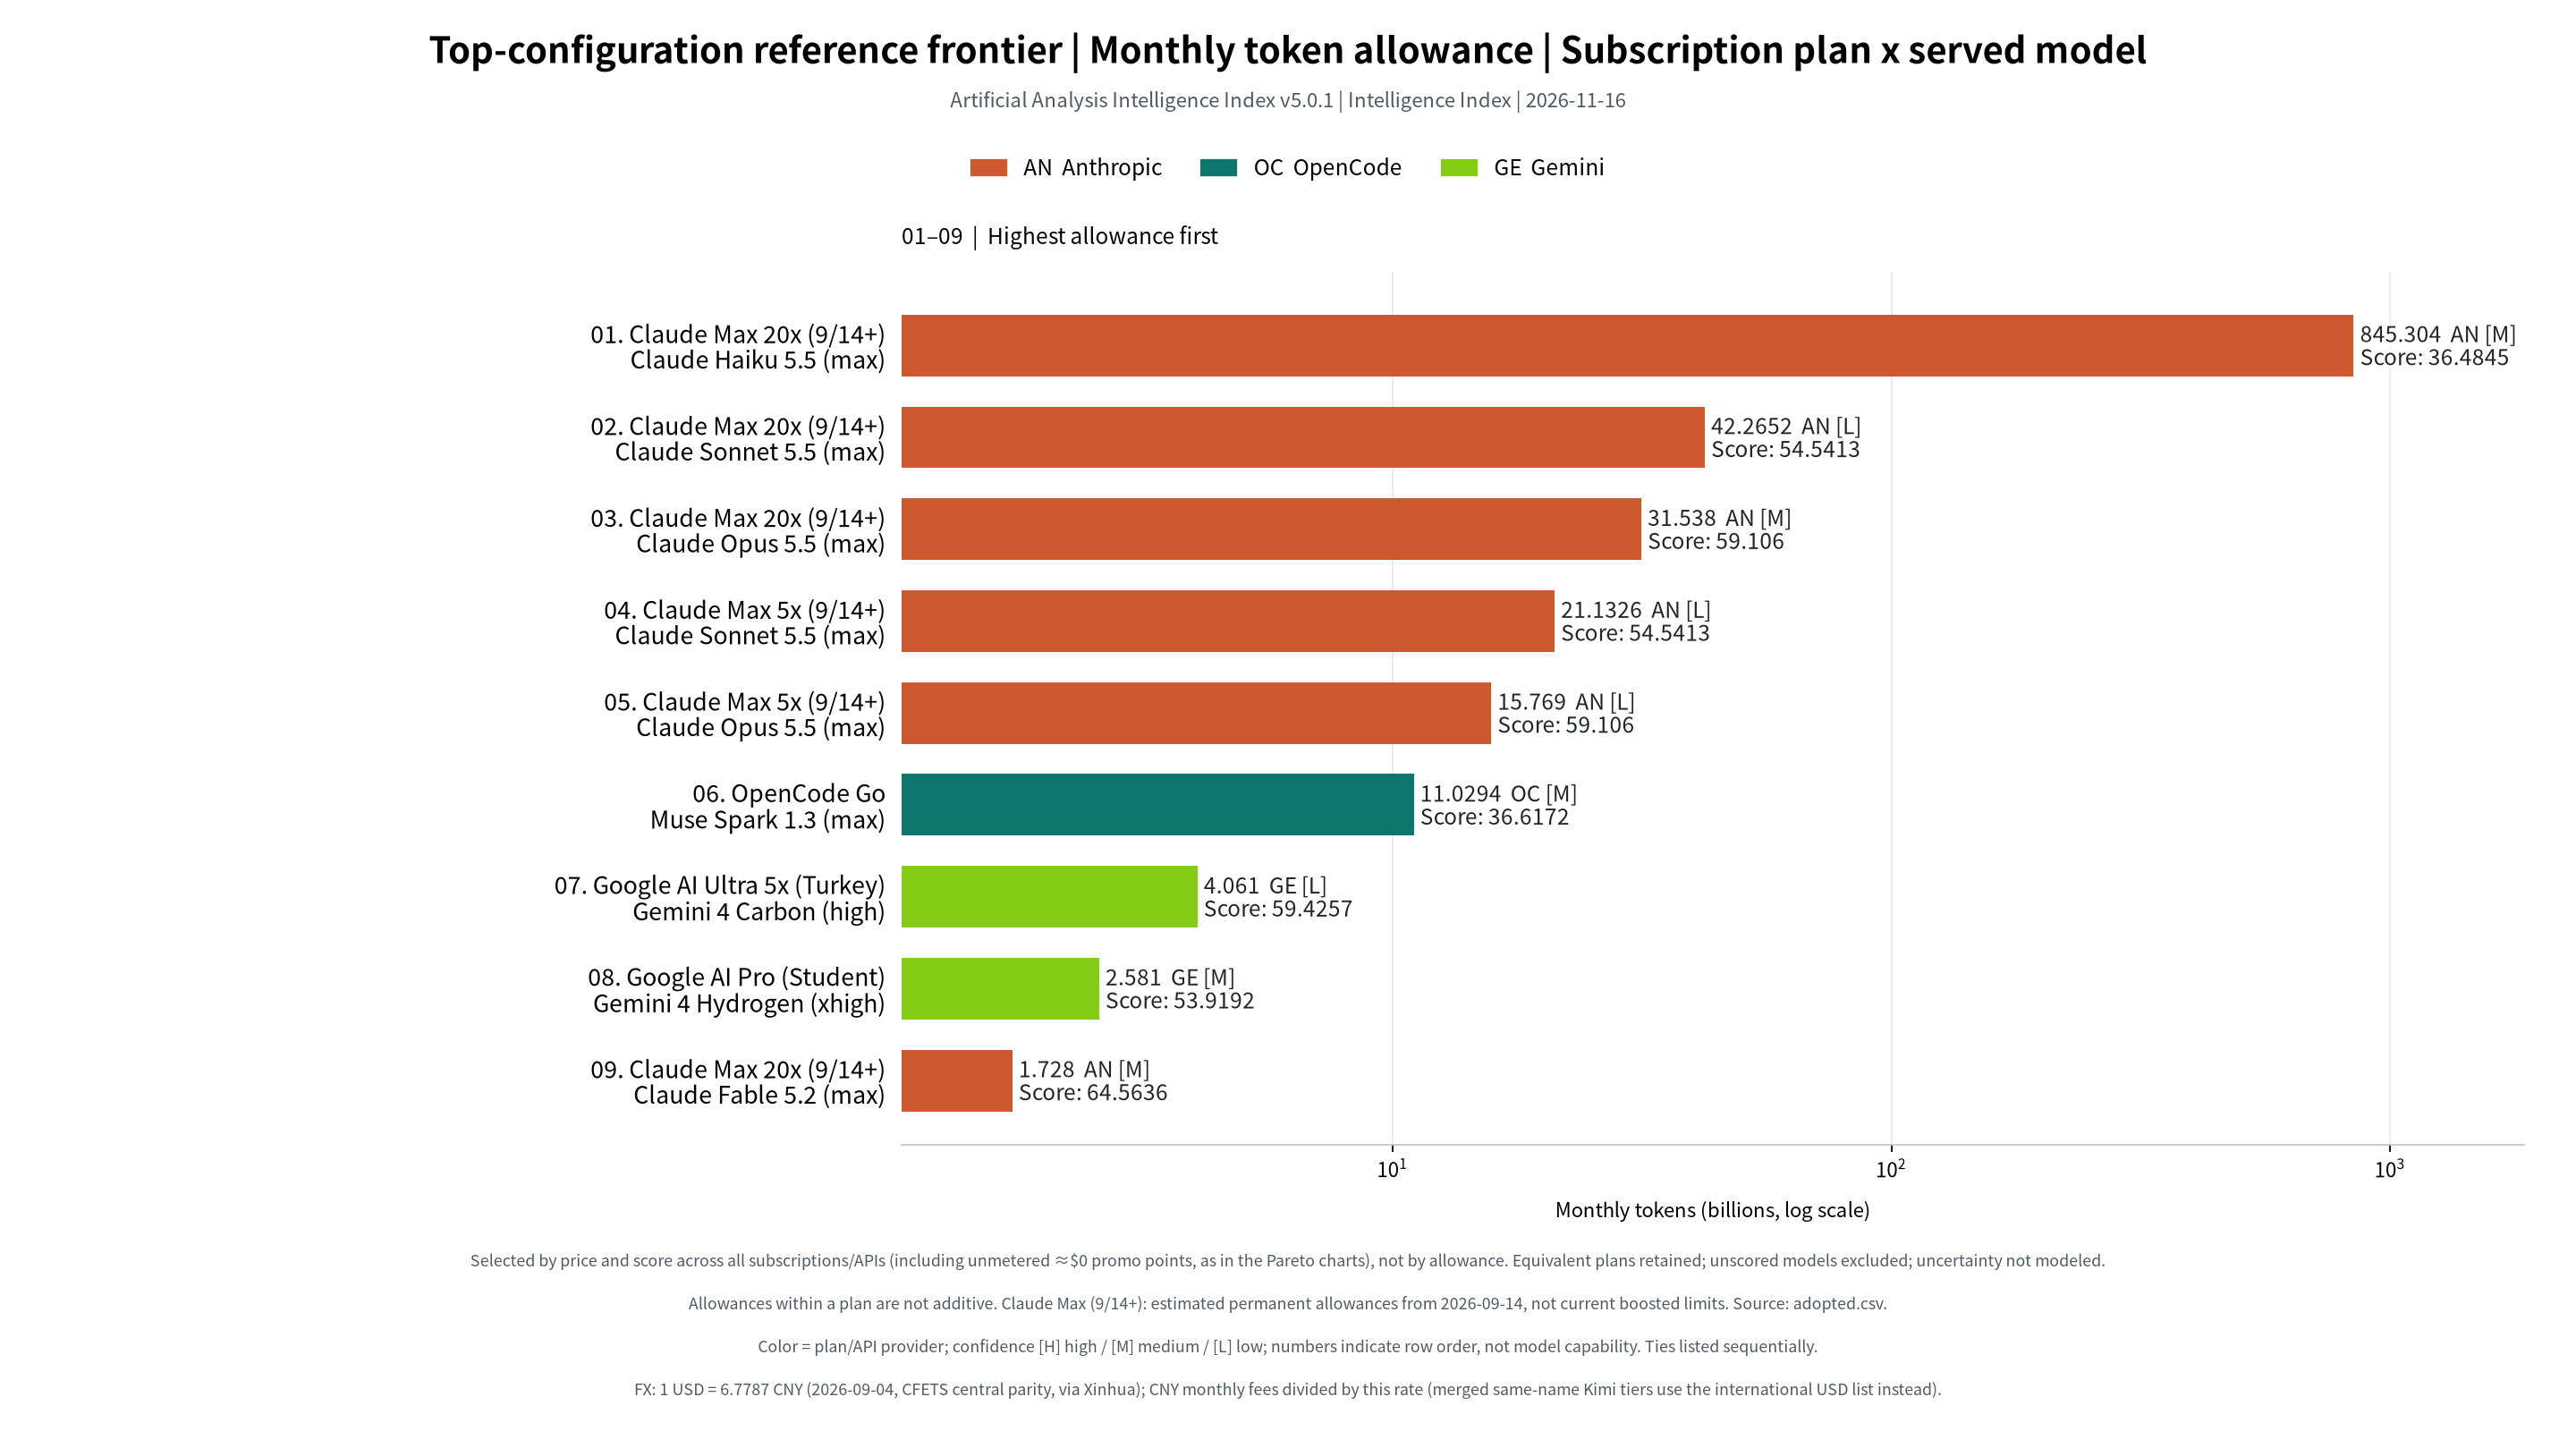 Top-configuration reference frontier | Monthly token allowance | Subscription plan x served model
Artificial Analysis Intelligence Index v5.0.1 | Intelligence Index | 2026-11-16
AN Anthropic OC OpenCode GE Gemini
01–09 | Highest allowance first
01. Claude Max 20x (9/14+)
Claude Haiku 5.5 (max)
845.304 AN [M]
Score: 36.4845
02. Claude Max 20x (9/14+)
Claude Sonnet 5.5 (max)
42.2652 AN [L]
Score: 54.5413
03. Claude Max 20x (9/14+)
Claude Opus 5.5 (max)
31.538 AN [M]
Score: 59.106
04. Claude Max 5x (9/14+)
Claude Sonnet 5.5 (max)
21.1326 AN [L]
Score: 54.5413
05. Claude Max 5x (9/14+)
Claude Opus 5.5 (max)
15.769 AN [L]
Score: 59.106
06. OpenCode Go
Muse Spark 1.3 (max)
11.0294 OC [M]
Score: 36.6172
07. Google AI Ultra 5x (Turkey)
Gemini 4 Carbon (high)
4.061 GE [L]
Score: 59.4257
08. Google AI Pro (Student)
Gemini 4 Hydrogen (xhigh)
2.581 GE [M]
Score: 53.9192
09. Claude Max 20x (9/14+)
Claude Fable 5.2 (max)
1.728 AN [M]
Score: 64.5636
10¹ 10² 10³
Monthly tokens (billions, log scale)
Selected by price and score across all subscriptions/APIs (including unmetered ≈$0 promo points, as in the Pareto charts), not by allowance. Equivalent plans retained; unscored models excluded; uncertainty not modeled.
Allowances within a plan are not additive. Claude Max (9/14+): estimated permanent allowances from 2026-09-14, not current boosted limits. Source: adopted.csv.
Color = plan/API provider; confidence [H] high / [M] medium / [L] low; numbers indicate row order, not model capability. Ties listed sequentially.
FX: 1 USD = 6.7787 CNY (2026-09-04, CFETS central parity, via Xinhua); CNY monthly fees divided by this rate (merged same-name Kimi tiers use the international USD list instead).